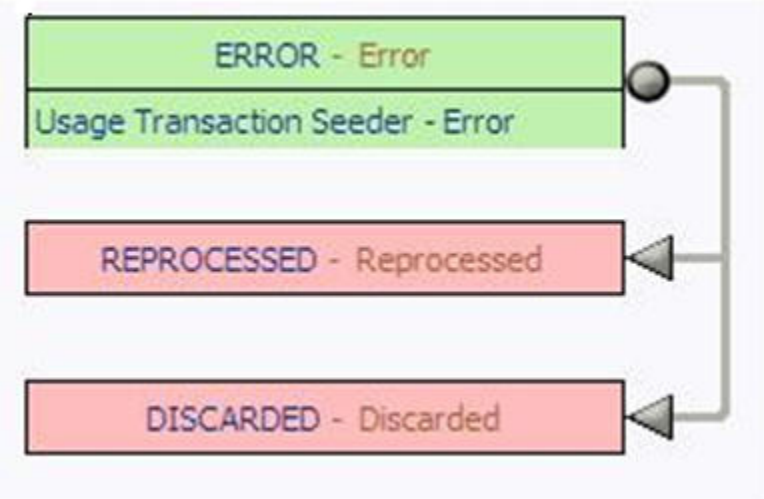 ERROR - Error
Usage Transaction Seeder - Error
REPROCESSED - Reprocessed
DISCARDED - Discarded